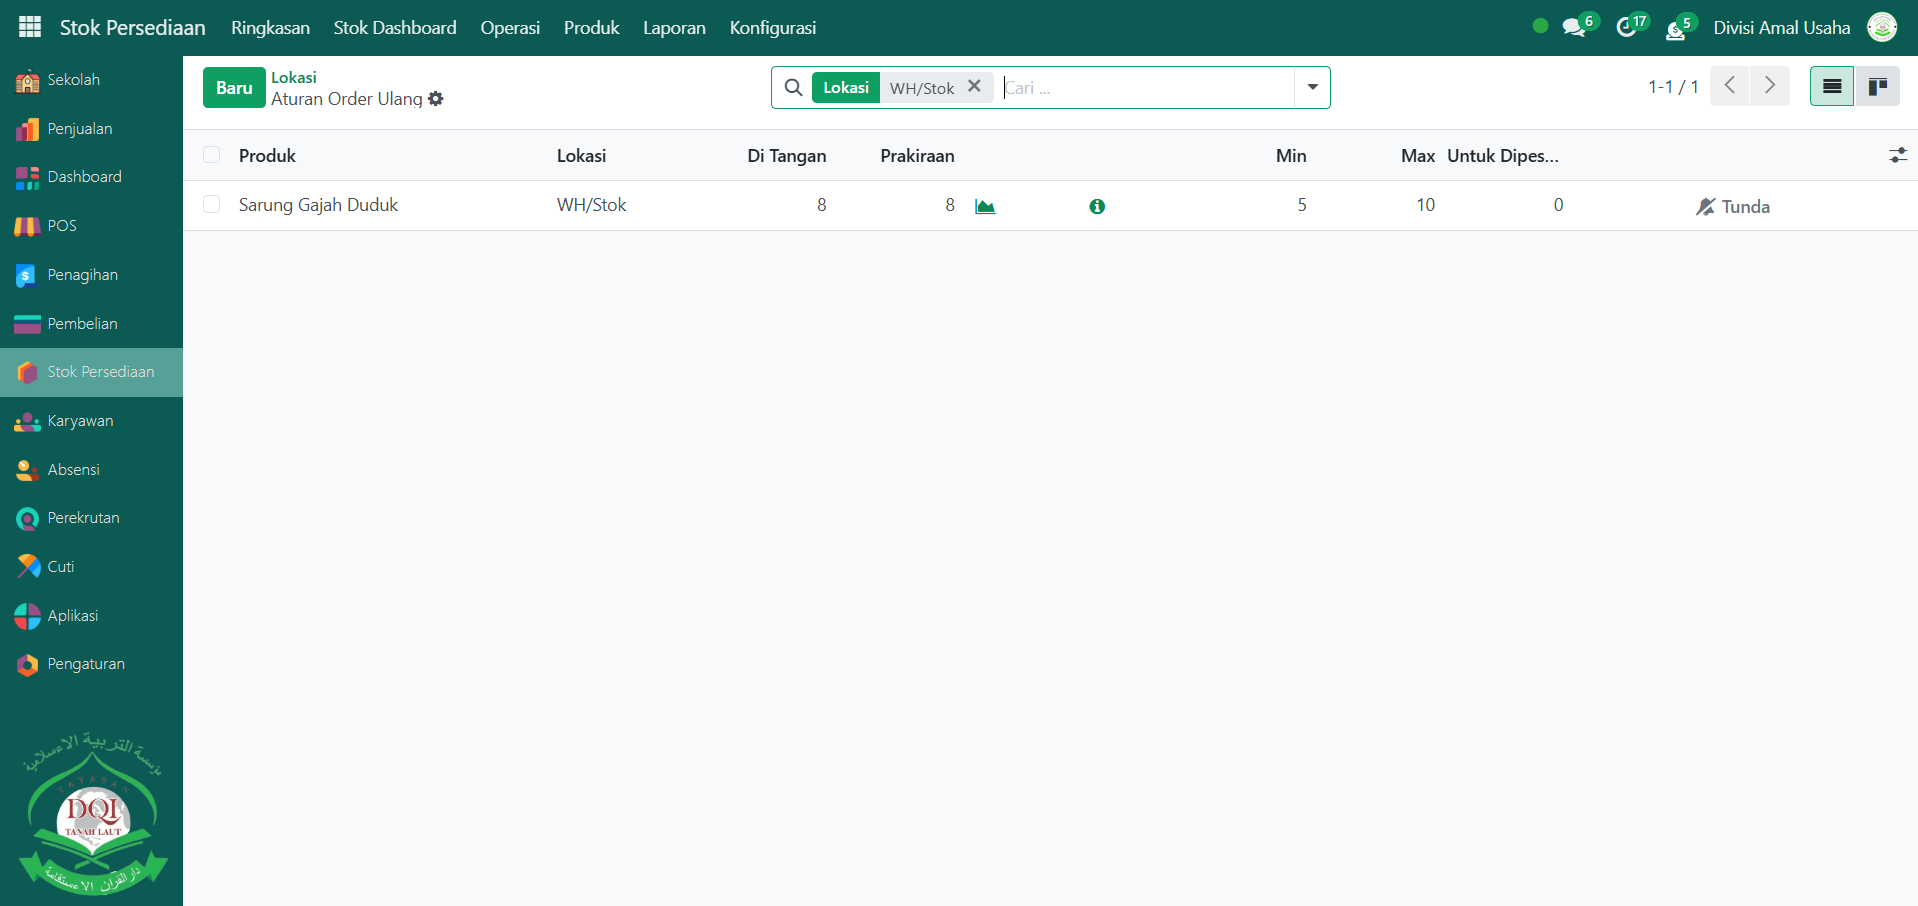 Stok Persediaan Ringkasan Stok Dashboard Operasi Produk Laporan Konfigurasi 6 17 5 Divisi Amal Usaha
Sekolah
Penjualan
Dashboard
POS
Penagihan
Pembelian
Stok Persediaan
Karyawan
Absensi
Perekrutan
Cuti
Aplikasi
Pengaturan
مؤسسة التربية الاسلامية
YAYASAN
DQI
TANAH LAUT
دار القرآن الاستقامة
Baru
Lokasi
Aturan Order Ulang
Lokasi WH/Stok Cari ...
1-1 / 1
Produk Lokasi Di Tangan Prakiraan Min Max Untuk Dipes...
Sarung Gajah Duduk WH/Stok 8 8 5 10 0 Tunda